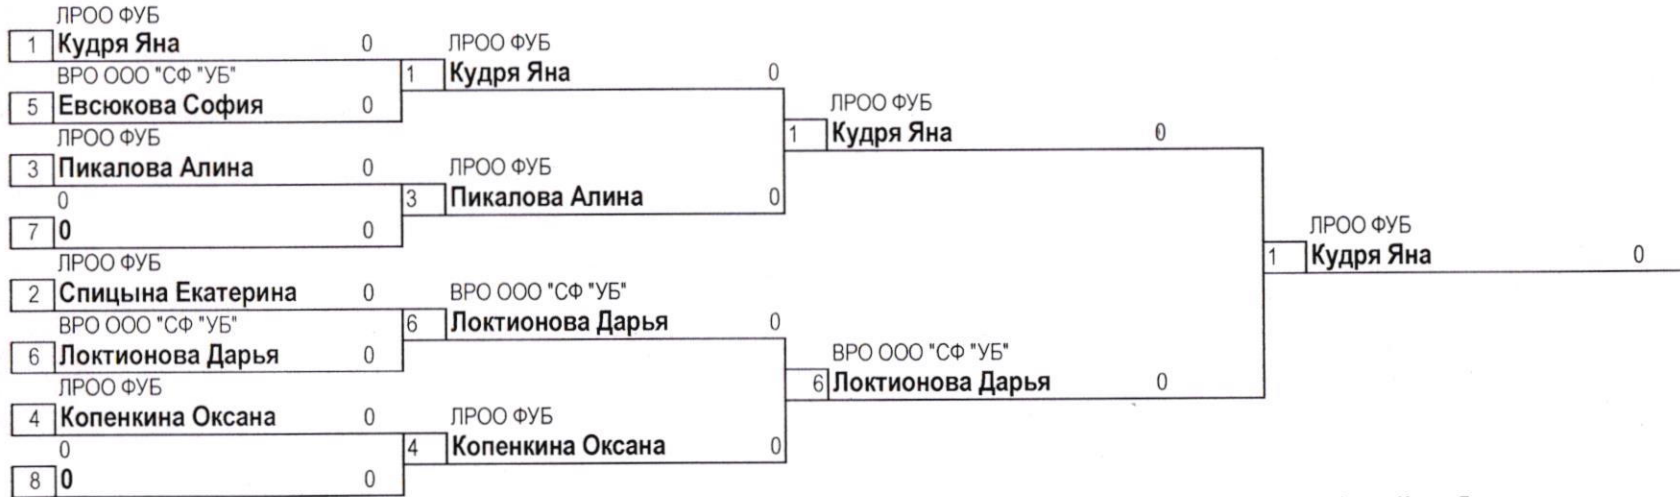 ЛРОО ФУБ
1 Кудря Яна 0
ВРО ООО "СФ "УБ"
5 Евсюкова София 0
ЛРОО ФУБ
3 Пикалова Алина 0
0
7 0 0
ЛРОО ФУБ
2 Спицына Екатерина 0
ВРО ООО "СФ "УБ"
6 Локтионова Дарья 0
ЛРОО ФУБ
4 Копенкина Оксана 0
0
8 0 0
ЛРОО ФУБ
1 Кудря Яна 0
ЛРОО ФУБ
3 Пикалова Алина 0
ВРО ООО "СФ "УБ"
6 Локтионова Дарья 0
ЛРОО ФУБ
4 Копенкина Оксана 0
ЛРОО ФУБ
1 Кудря Яна 0
ВРО ООО "СФ "УБ"
6 Локтионова Дарья 0
ЛРОО ФУБ
1 Кудря Яна 0